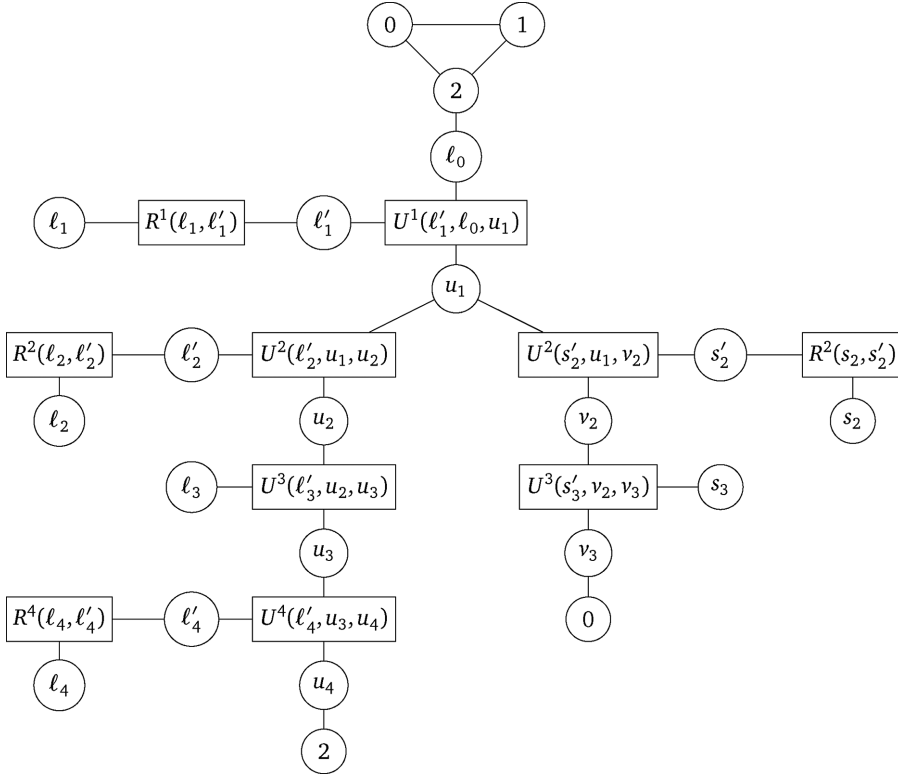 0 1
2
ℓ₀
ℓ₁ R¹(ℓ₁, ℓ′₁) ℓ′₁ U¹(ℓ′₁, ℓ₀, u₁)
u₁
R²(ℓ₂, ℓ′₂) ℓ′₂ U²(ℓ′₂, u₁, u₂) U²(s′₂, u₁, v₂) s′₂ R²(s₂, s′₂)
ℓ₂ u₂ v₂ s₂
ℓ₃ U³(ℓ′₃, u₂, u₃) U³(s′₃, v₂, v₃) s₃
u₃ v₃
R⁴(ℓ₄, ℓ′₄) ℓ′₄ U⁴(ℓ′₄, u₃, u₄) 0
ℓ₄ u₄
2